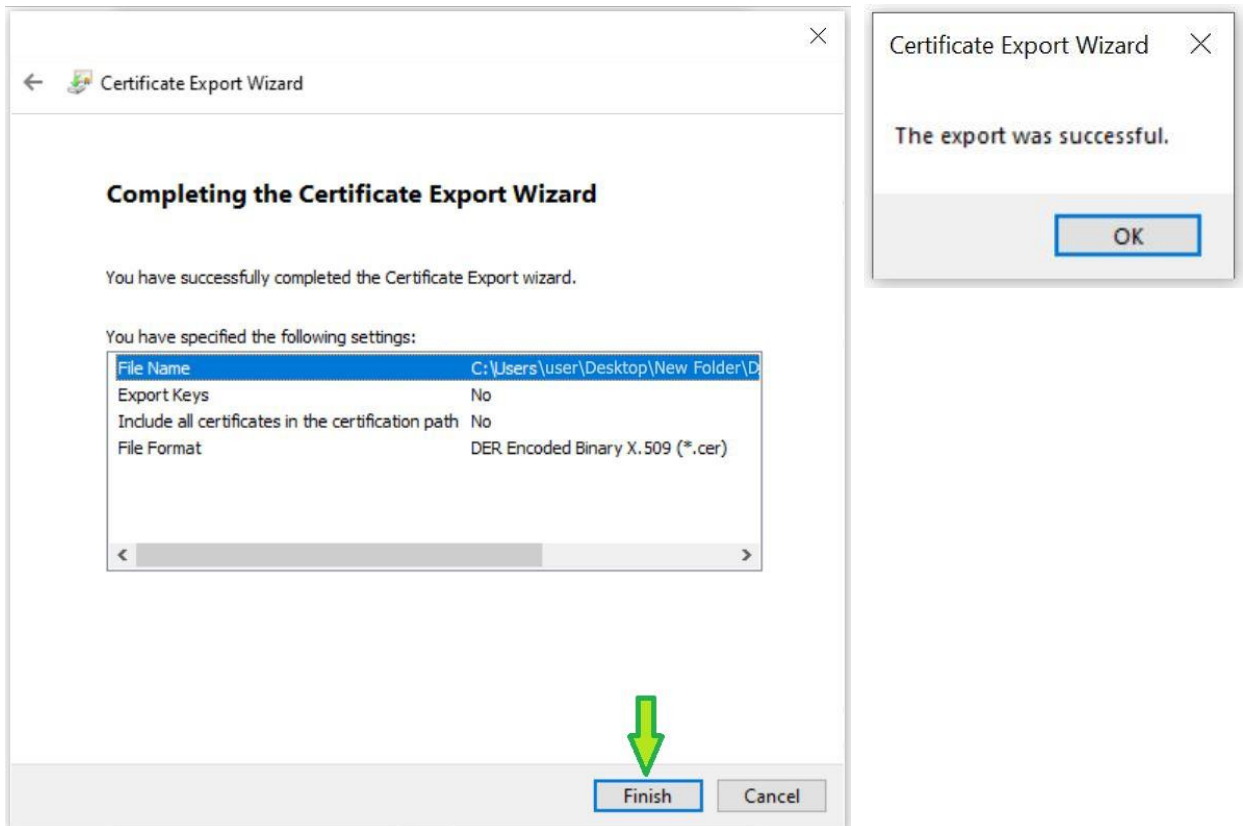 Certificate Export Wizard
Completing the Certificate Export Wizard
You have successfully completed the Certificate Export wizard.
You have specified the following settings:
File Name C:\Users\user\Desktop\New Folder\D
Export Keys No
Include all certificates in the certification path No
File Format DER Encoded Binary X.509 (*.cer)
Finish Cancel
Certificate Export Wizard
The export was successful.
OK